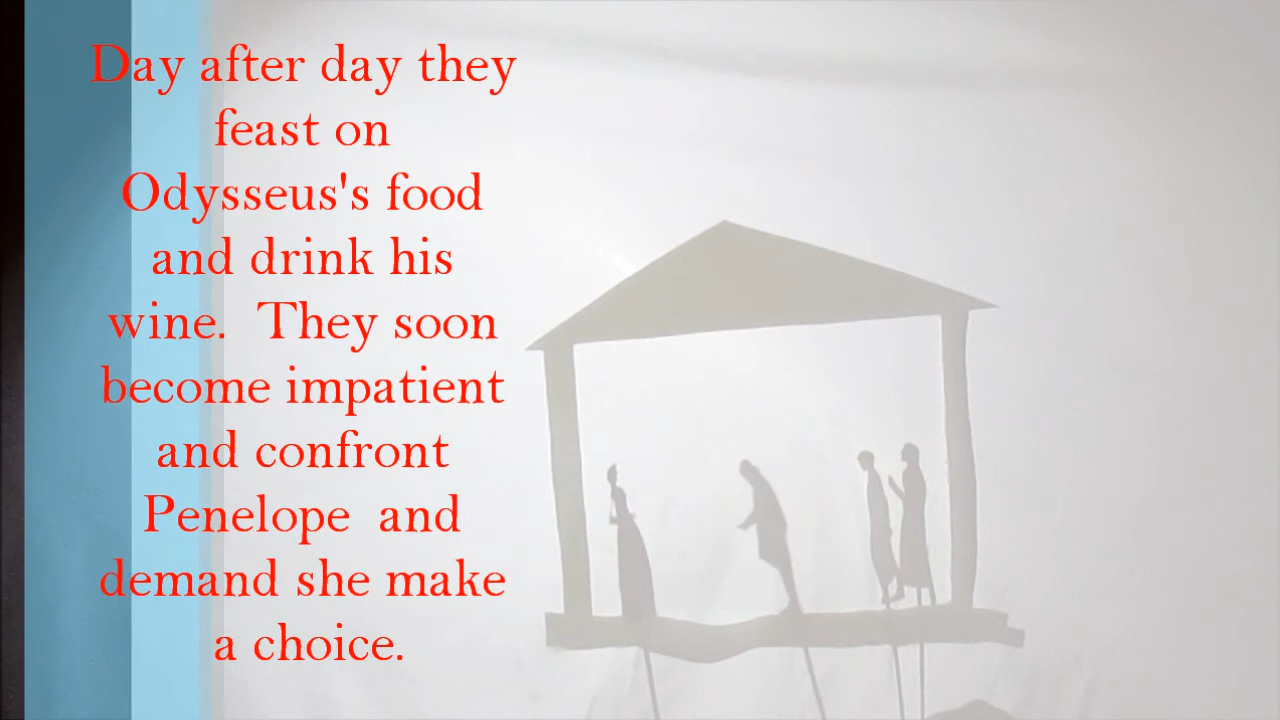 Day after day they
feast on
Odysseus's food
and drink his
wine.  They soon
become impatient
and confront
Penelope  and
demand she make
a choice.